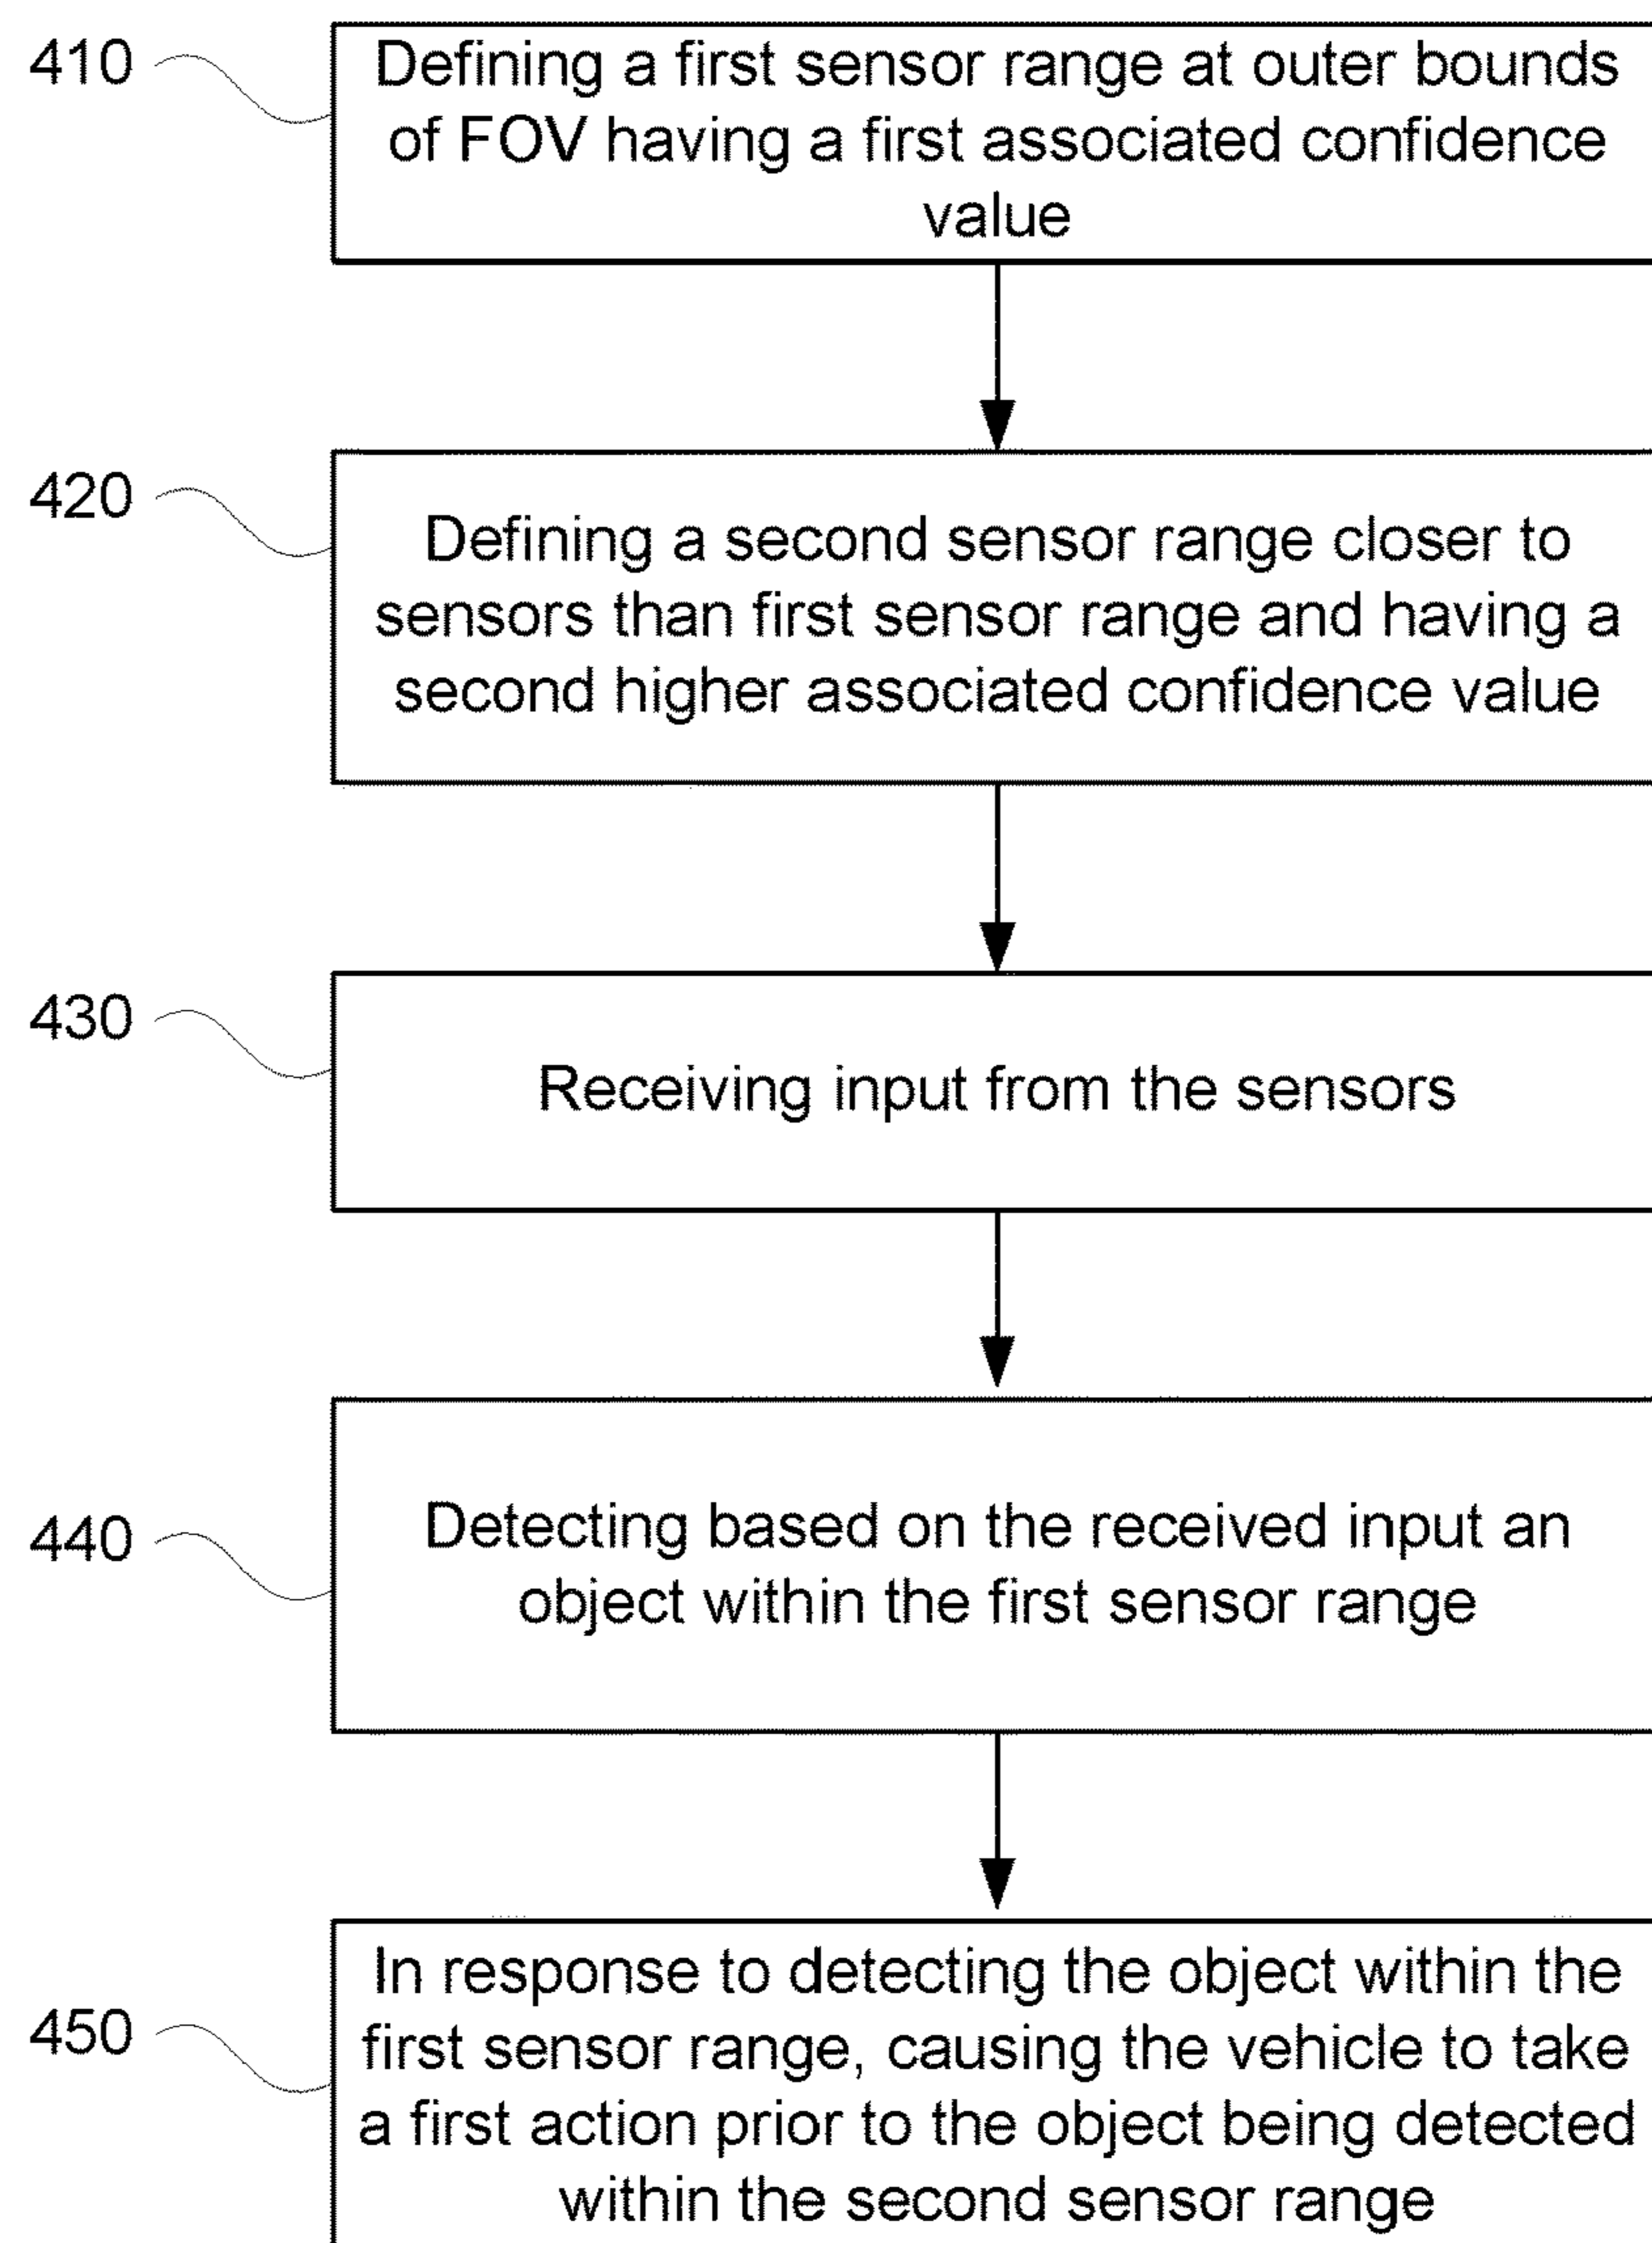 410
Defining a first sensor range at outer bounds
of FOV having a first associated confidence
value
420
Defining a second sensor range closer to
sensors than first sensor range and having a
second higher associated confidence value
430
Receiving input from the sensors
440
Detecting based on the received input an
object within the first sensor range
450
In response to detecting the object within the
first sensor range, causing the vehicle to take
a first action prior to the object being detected
within the second sensor range